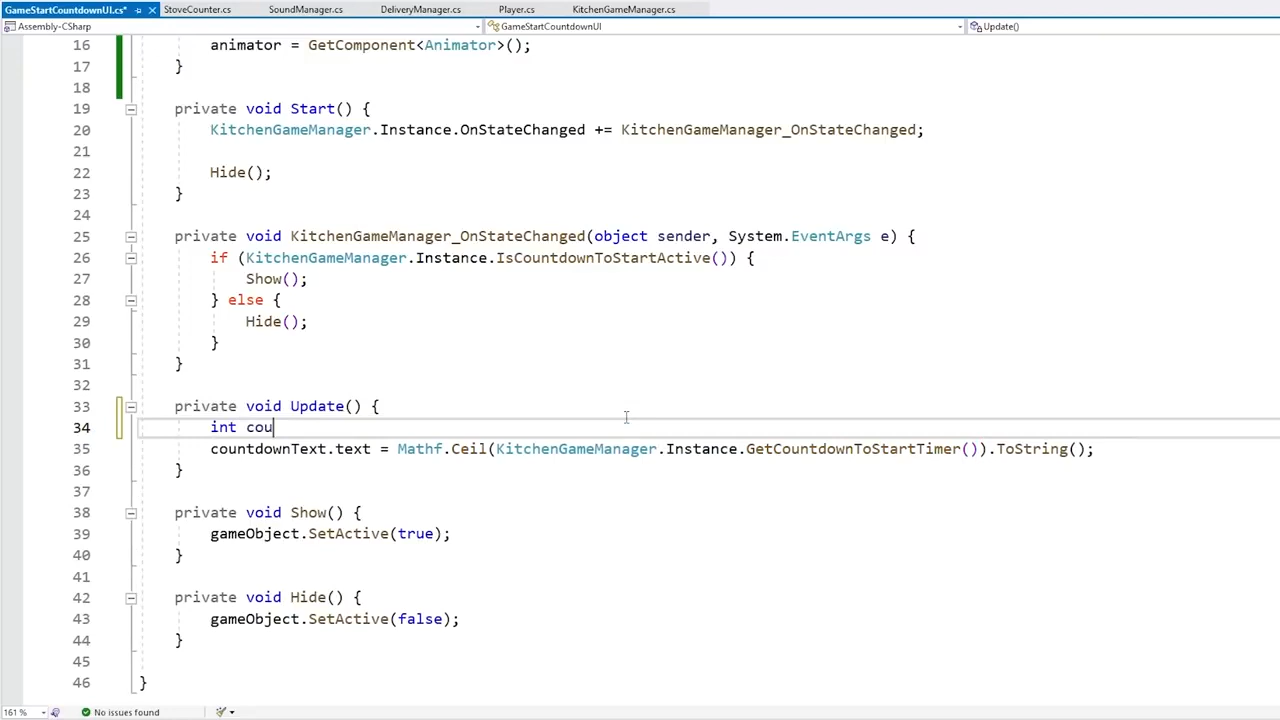 GameStartCountdownUI.cs* StoveCounter.cs SoundManager.cs DeliveryManager.cs Player.cs KitchenGameManager.cs
Assembly-CSharp GameStartCountdownUI Update()
16 animator = GetComponent<Animator>();
17 }
18
19 private void Start() {
20 KitchenGameManager.Instance.OnStateChanged += KitchenGameManager_OnStateChanged;
21
22 Hide();
23 }
24
25 private void KitchenGameManager_OnStateChanged(object sender, System.EventArgs e) {
26 if (KitchenGameManager.Instance.IsCountdownToStartActive()) {
27 Show();
28 } else {
29 Hide();
30 }
31 }
32
33 private void Update() {
34 int cou
35 countdownText.text = Mathf.Ceil(KitchenGameManager.Instance.GetCountdownToStartTimer()).ToString();
36 }
37
38 private void Show() {
39 gameObject.SetActive(true);
40 }
41
42 private void Hide() {
43 gameObject.SetActive(false);
44 }
45
46 }
161 % No issues found